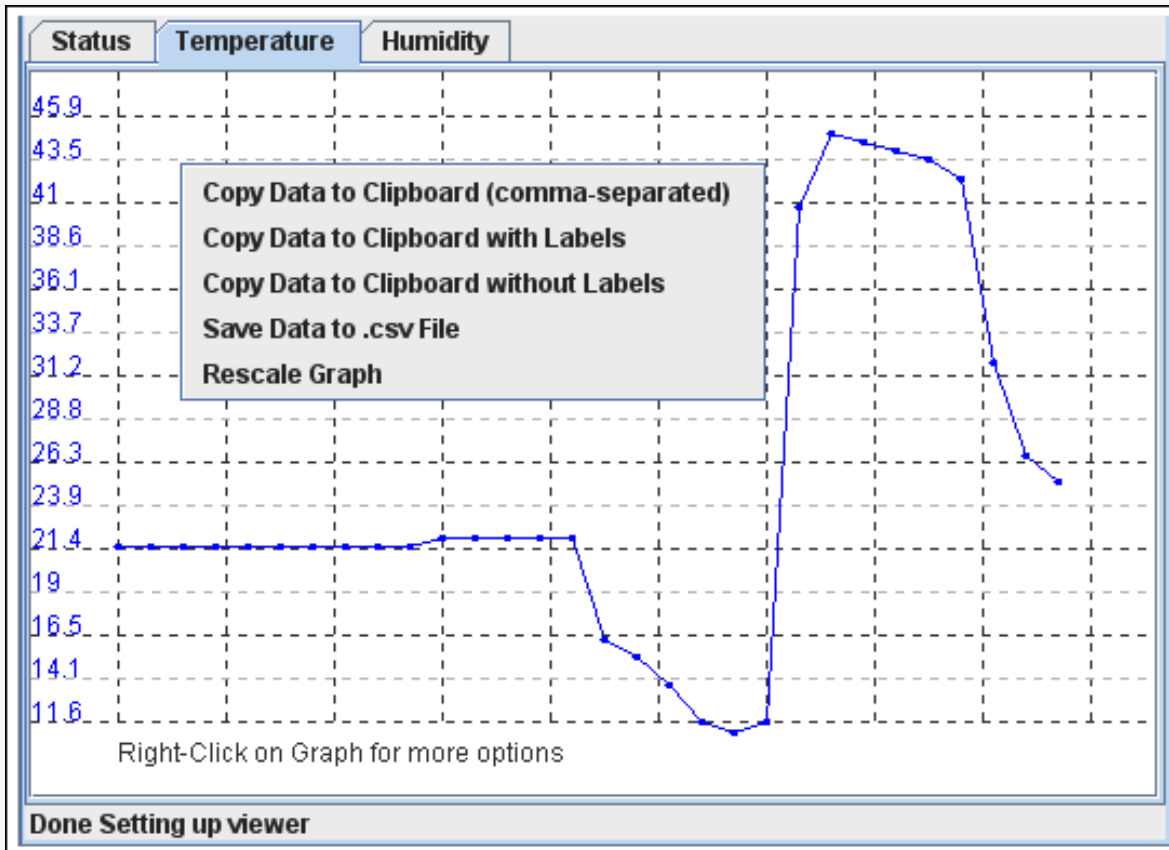 Status Temperature Humidity
45.9
43.5
41
38.6
36.1
33.7
31.2
28.8
26.3
23.9
21.4
19
16.5
14.1
11.6
Copy Data to Clipboard (comma-separated)
Copy Data to Clipboard with Labels
Copy Data to Clipboard without Labels
Save Data to .csv File
Rescale Graph
Right-Click on Graph for more options
Done Setting up viewer